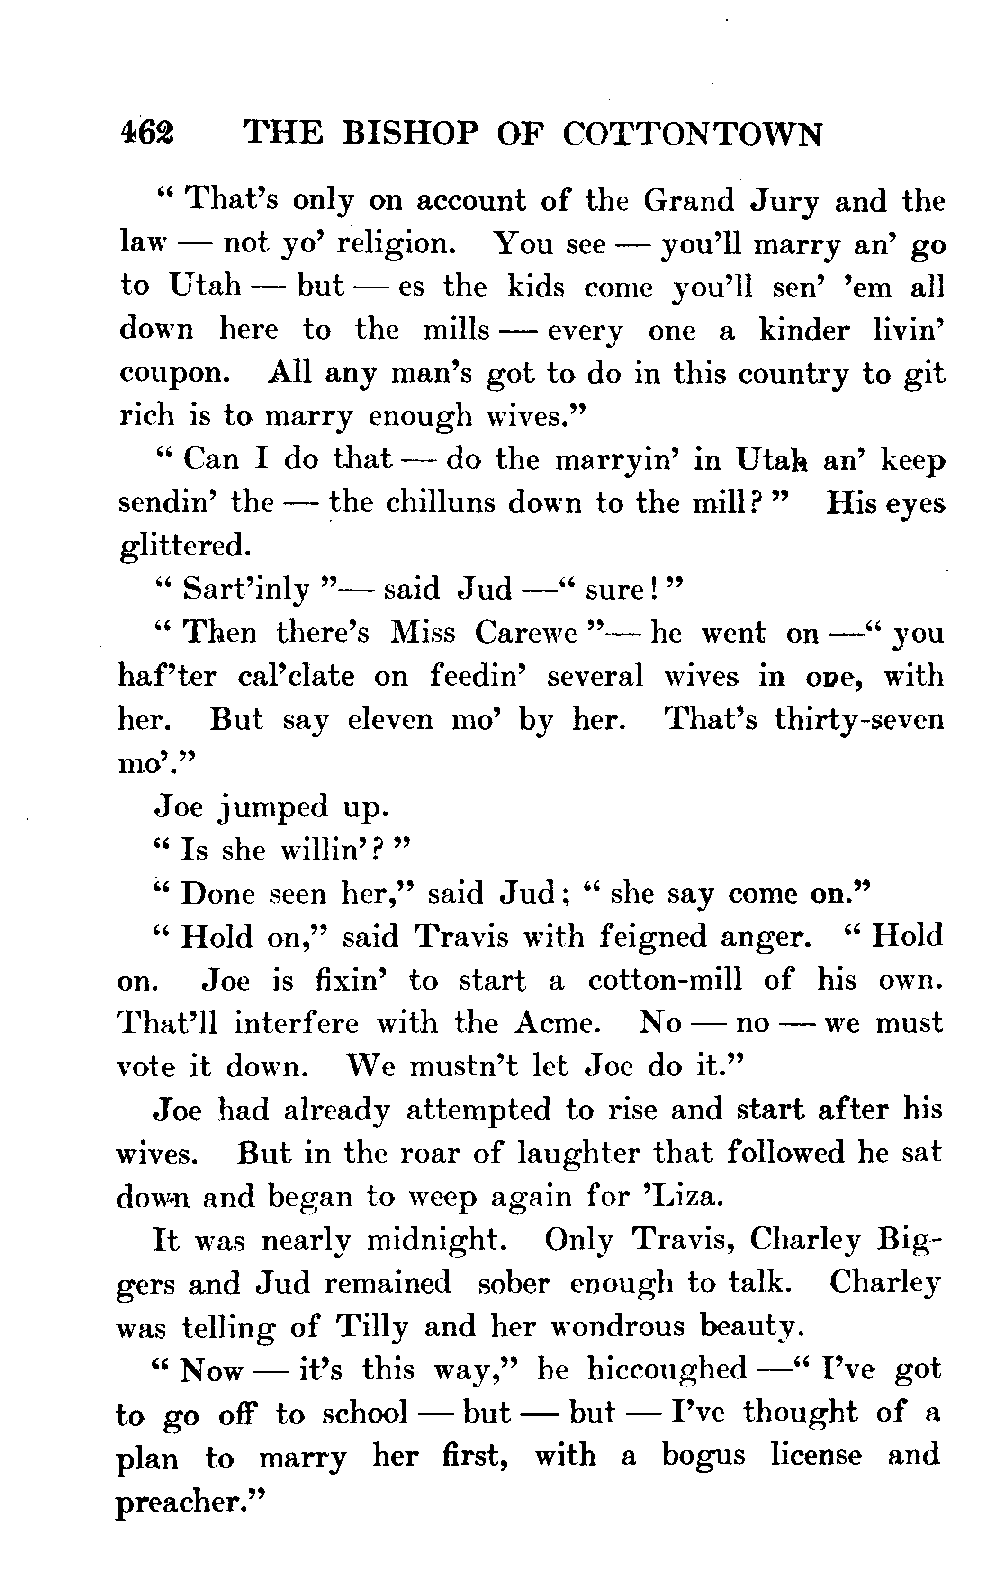 462 THE BISHOP OF COTTONTOWN
“ That’s only on account of the Grand Jury and the
law — not yo’ religion. You see — you’ll marry an’ go
to Utah — but — es the kids come you’ll sen’ ’em all
down here to the mills — every one a kinder livin’
coupon. All any man’s got to do in this country to git
rich is to marry enough wives.”
“ Can I do that — do the marryin’ in Utah an’ keep
sendin’ the — the chilluns down to the mill? ” His eyes
glittered.
“ Sart’inly ”— said Jud —“ sure! ”
“ Then there’s Miss Carewe ”— he went on —“ you
haf’ter cal’clate on feedin’ several wives in one, with
her. But say eleven mo’ by her. That’s thirty-seven
mo’.”
Joe jumped up.
“ Is she willin’? ”
“ Done seen her,” said Jud; “ she say come on.”
“ Hold on,” said Travis with feigned anger. “ Hold
on. Joe is fixin’ to start a cotton-mill of his own.
That’ll interfere with the Acme. No — no — we must
vote it down. We mustn’t let Joe do it.”
Joe had already attempted to rise and start after his
wives. But in the roar of laughter that followed he sat
down and began to weep again for ’Liza.
It was nearly midnight. Only Travis, Charley Big-
gers and Jud remained sober enough to talk. Charley
was telling of Tilly and her wondrous beauty.
“ Now — it’s this way,” he hiccoughed —“ I’ve got
to go off to school — but — but — I’ve thought of a
plan to marry her first, with a bogus license and
preacher.”